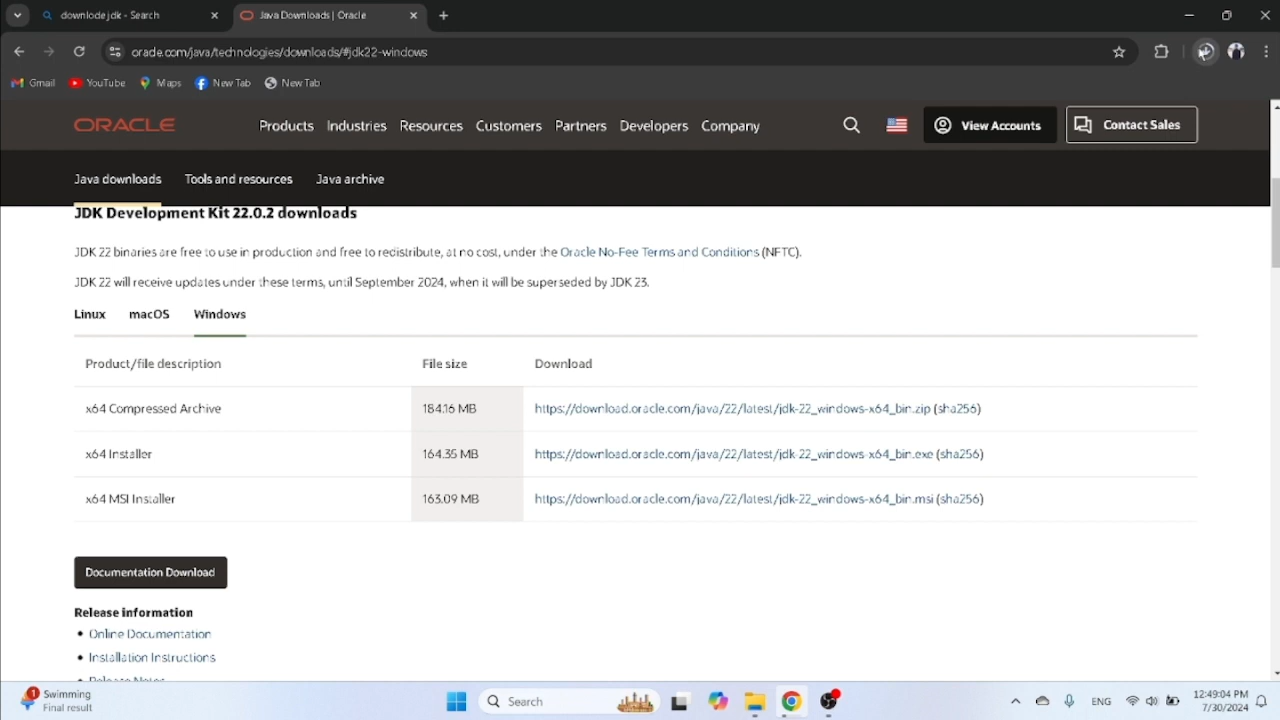 downlode jdk - Search
Java Downloads | Oracle
oracle.com/java/technologies/downloads/#jdk22-windows
Gmail
YouTube
Maps
New Tab
New Tab
ORACLE
Products
Industries
Resources
Customers
Partners
Developers
Company
View Accounts
Contact Sales
Java downloads
Tools and resources
Java archive
JDK Development Kit 22.0.2 downloads
JDK 22 binaries are free to use in production and free to redistribute, at no cost, under the Oracle No-Fee Terms and Conditions (NFTC).
JDK 22 will receive updates under these terms, until September 2024, when it will be superseded by JDK 23.
Linux
macOS
Windows
Product/file description
File size
Download
x64 Compressed Archive
184.16 MB
https://download.oracle.com/java/22/latest/jdk-22_windows-x64_bin.zip (sha256)
x64 Installer
164.35 MB
https://download.oracle.com/java/22/latest/jdk-22_windows-x64_bin.exe (sha256)
x64 MSI Installer
163.09 MB
https://download.oracle.com/java/22/latest/jdk-22_windows-x64_bin.msi (sha256)
Documentation Download
Release information
• Online Documentation
• Installation Instructions
• Release Notes
1
Swimming
Final result
Search
ENG
12:49:04 PM
7/30/2024